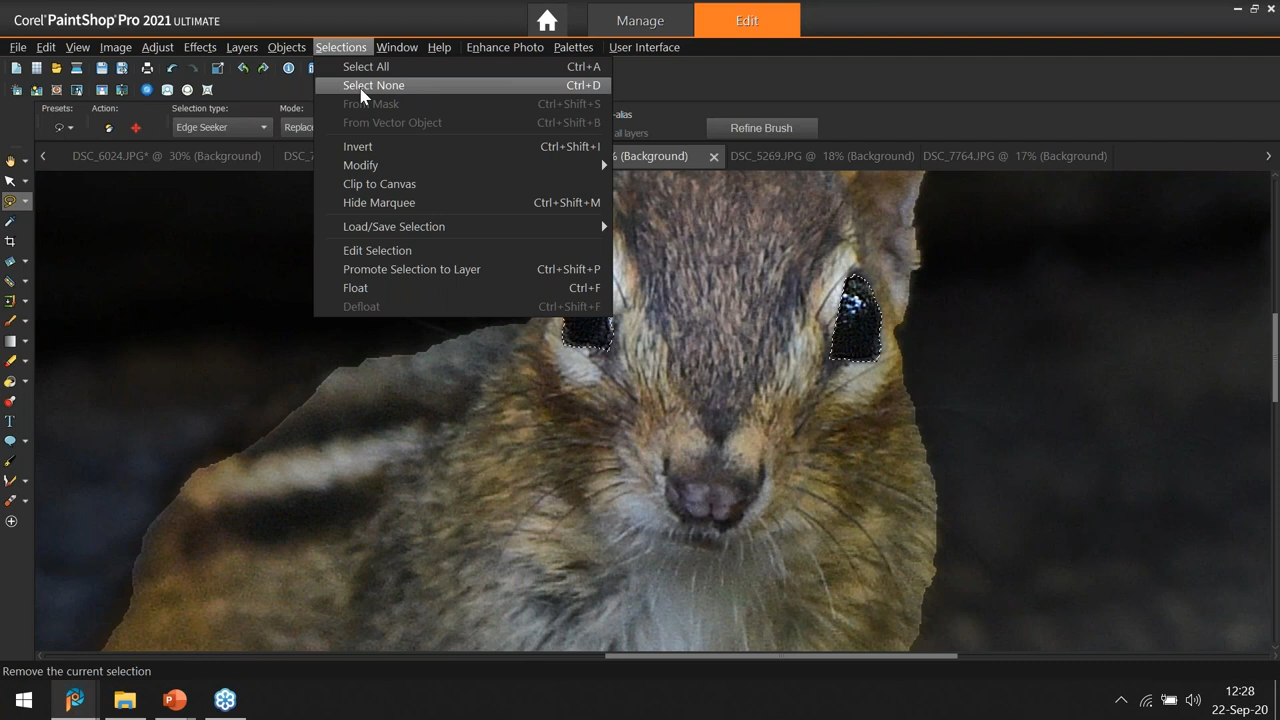 Corel PaintShop Pro 2021 ULTIMATE
Manage
Edit
File Edit View Image Adjust Effects Layers Objects Selections Window Help Enhance Photo Palettes User Interface
Select All Ctrl+A
Select None Ctrl+D
From Mask Ctrl+Shift+S
From Vector Object Ctrl+Shift+B
Invert Ctrl+Shift+I
Modify
Clip to Canvas
Hide Marquee Ctrl+Shift+M
Load/Save Selection
Edit Selection
Promote Selection to Layer Ctrl+Shift+P
Float Ctrl+F
Defloat Ctrl+Shift+F
Presets: Action: Selection type: Mode:
Edge Seeker Replac
-alias
all layers
Refine Brush
DSC_6024.JPG* @ 30% (Background) DSC_7 % (Background) DSC_5269.JPG @ 18% (Background) DSC_7764.JPG @ 17% (Background)
Remove the current selection
12:28
22-Sep-20